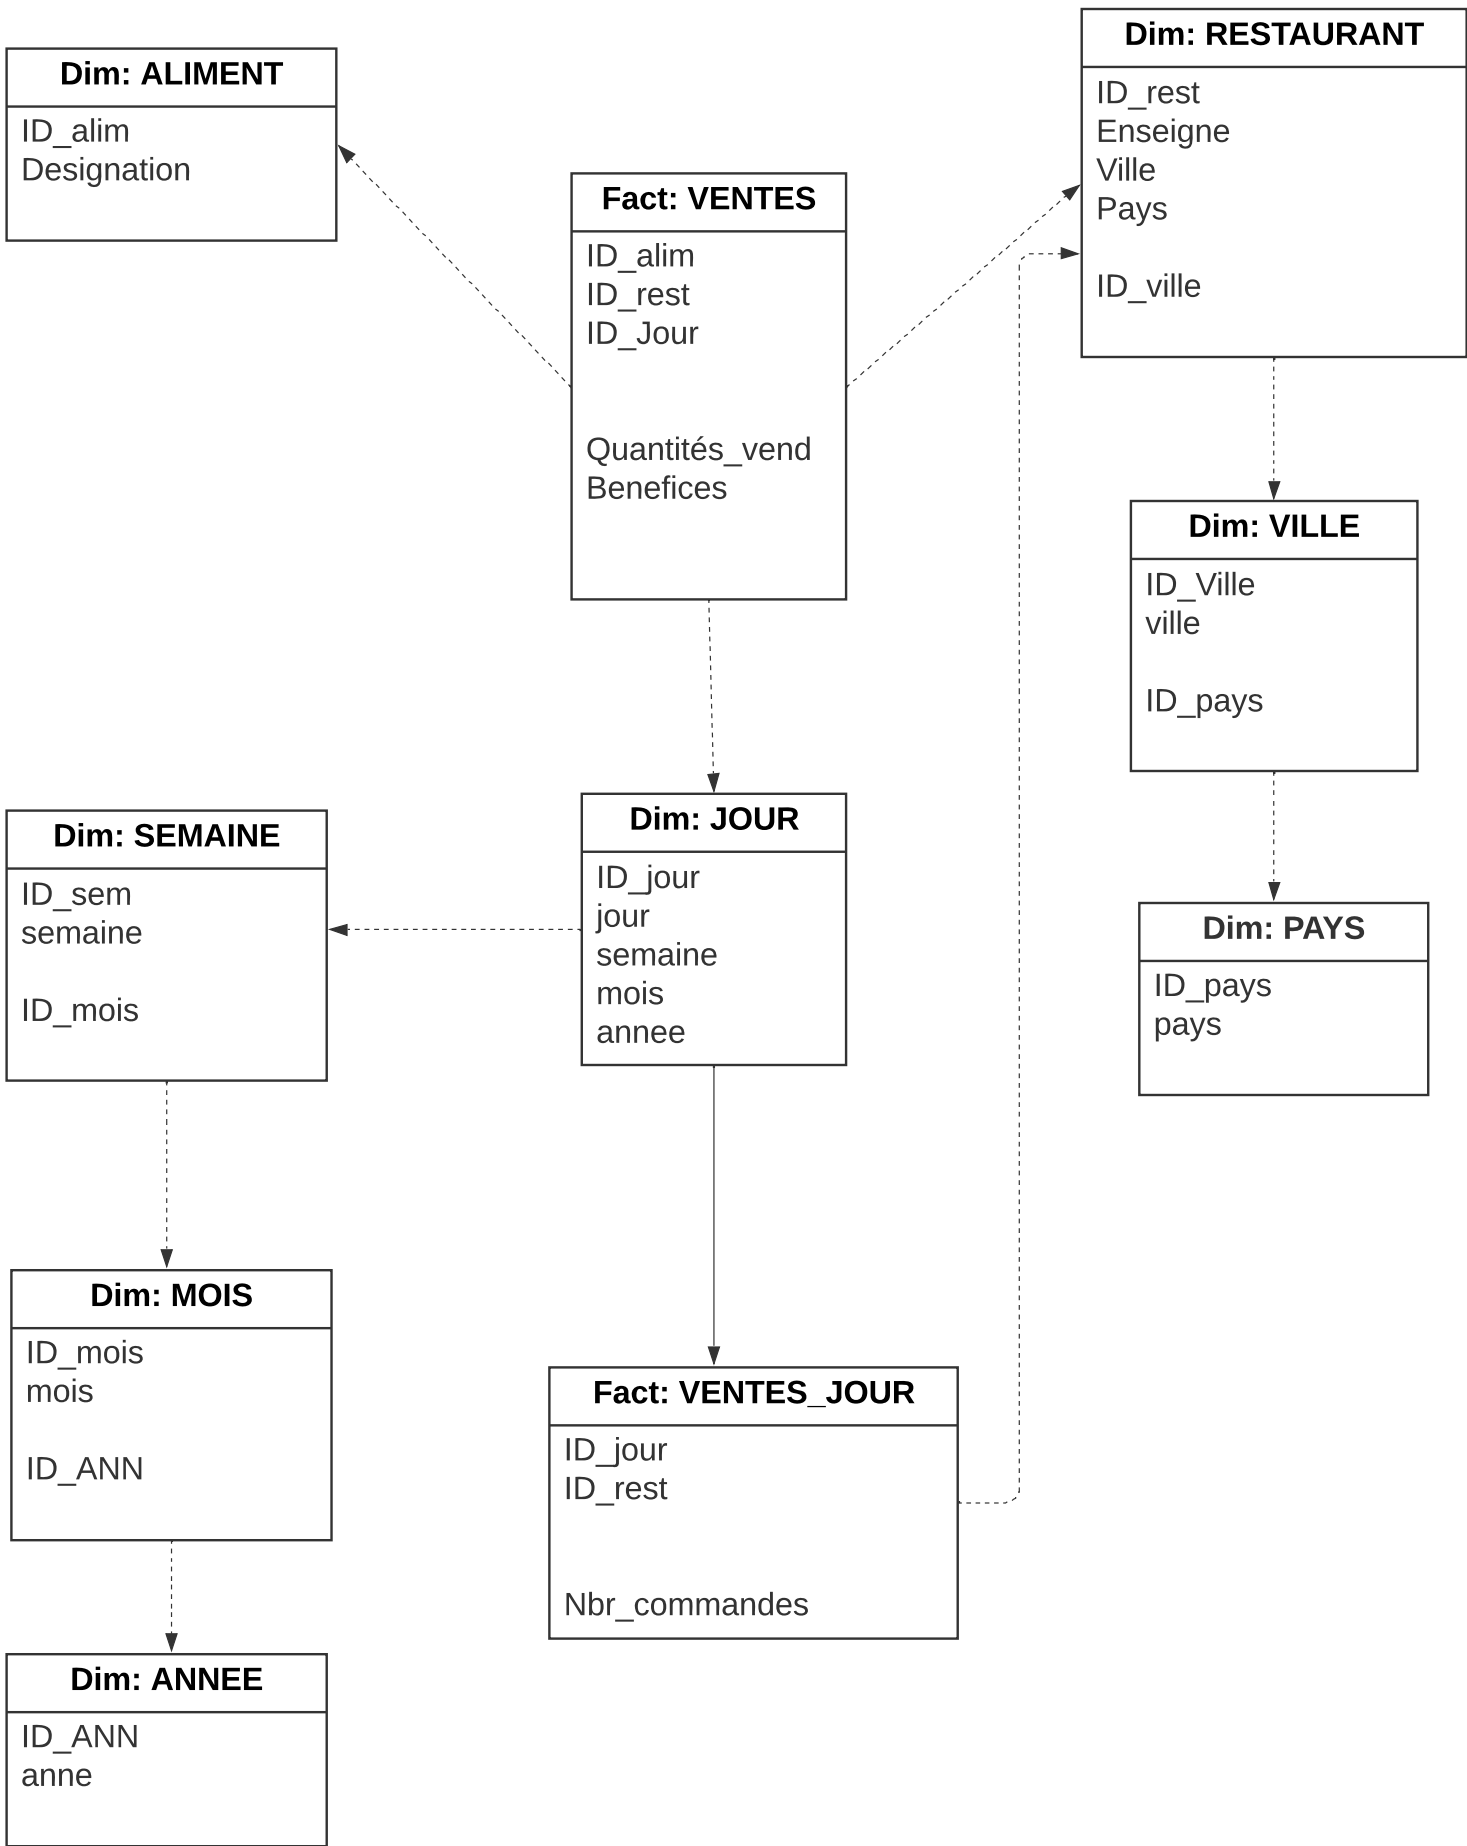 Dim: RESTAURANT
ID_rest
Enseigne
Ville
Pays
ID_ville
Dim: ALIMENT
ID_alim
Designation
Fact: VENTES
ID_alim
ID_rest
ID_Jour
Quantités_vend
Benefices
Dim: VILLE
ID_Ville
ville
ID_pays
Dim: JOUR
ID_jour
jour
semaine
mois
annee
Dim: SEMAINE
ID_sem
semaine
ID_mois
Dim: PAYS
ID_pays
pays
Dim: MOIS
ID_mois
mois
ID_ANN
Fact: VENTES_JOUR
ID_jour
ID_rest
Nbr_commandes
Dim: ANNEE
ID_ANN
anne